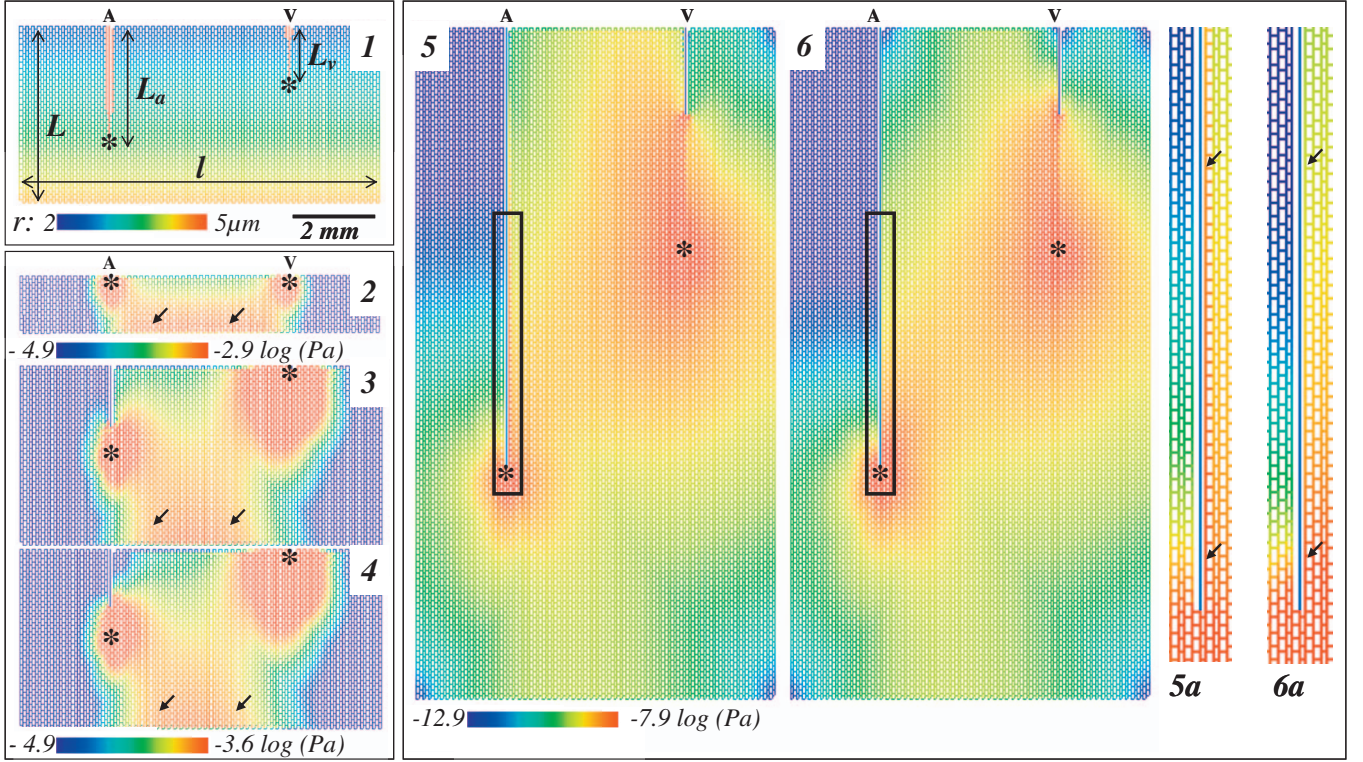 A V
1
L
L_a
L_v
*
*
l
r: 2 5μm
2 mm
A V
2
* *
- 4.9 -2.9 log (Pa)
3
*
*
4
*
*
- 4.9 -3.6 log (Pa)
A V A V
5 6
* *
* *
-12.9 -7.9 log (Pa)
5a 6a